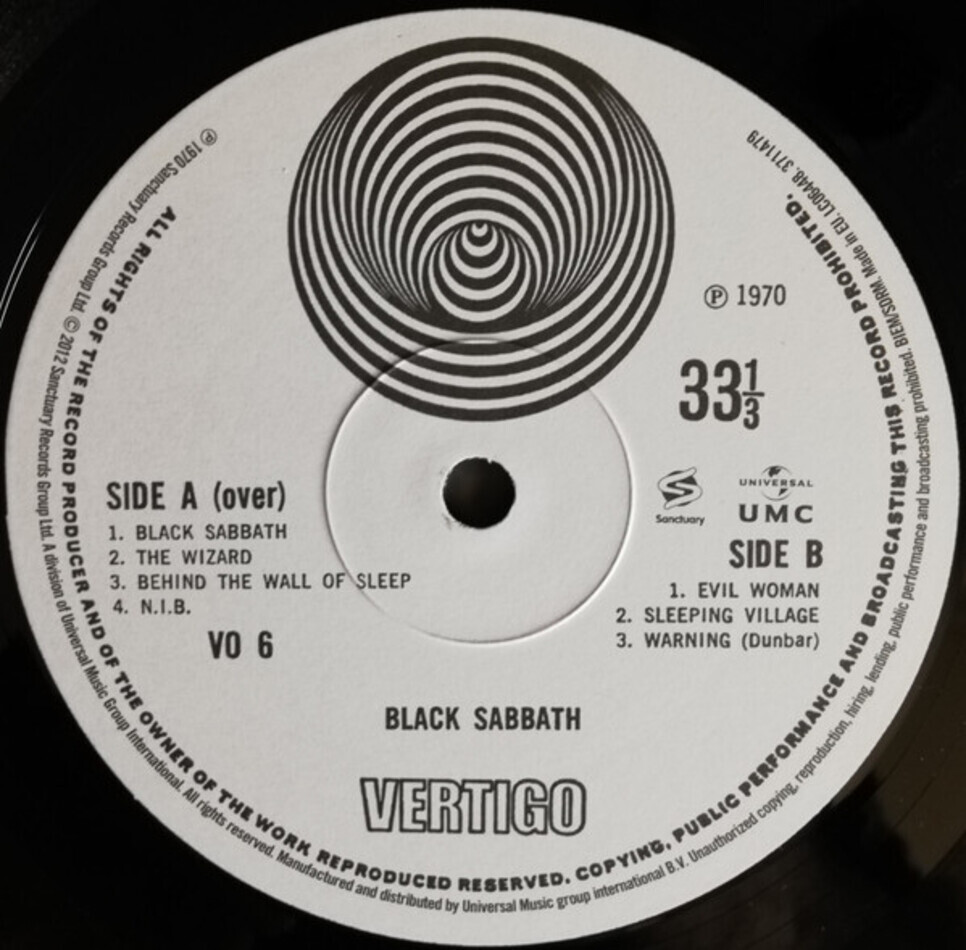 ℗ 1970 Sanctuary Records Group Ltd. © 2012 Sanctuary Records Group Ltd. A division of Universal Music Group International. All rights reserved. Manufactured and distributed by Universal Music group international B.V. Unauthorized copying, reproduction, hiring, lending, public performance and broadcasting prohibited. BIEM/SDRM. Made in EU. LC06448. 3711479
ALL RIGHTS OF THE RECORD PRODUCER AND OF THE OWNER OF THE WORK REPRODUCED RESERVED. COPYING, PUBLIC PERFORMANCE AND BROADCASTING THIS RECORD PROHIBITED.
℗ 1970
33 1/3
SIDE A (over)
1. BLACK SABBATH
2. THE WIZARD
3. BEHIND THE WALL OF SLEEP
4. N.I.B.
VO 6
Sanctuary
UNIVERSAL
UMC
SIDE B
1. EVIL WOMAN
2. SLEEPING VILLAGE
3. WARNING (Dunbar)
BLACK SABBATH
VERTIGO